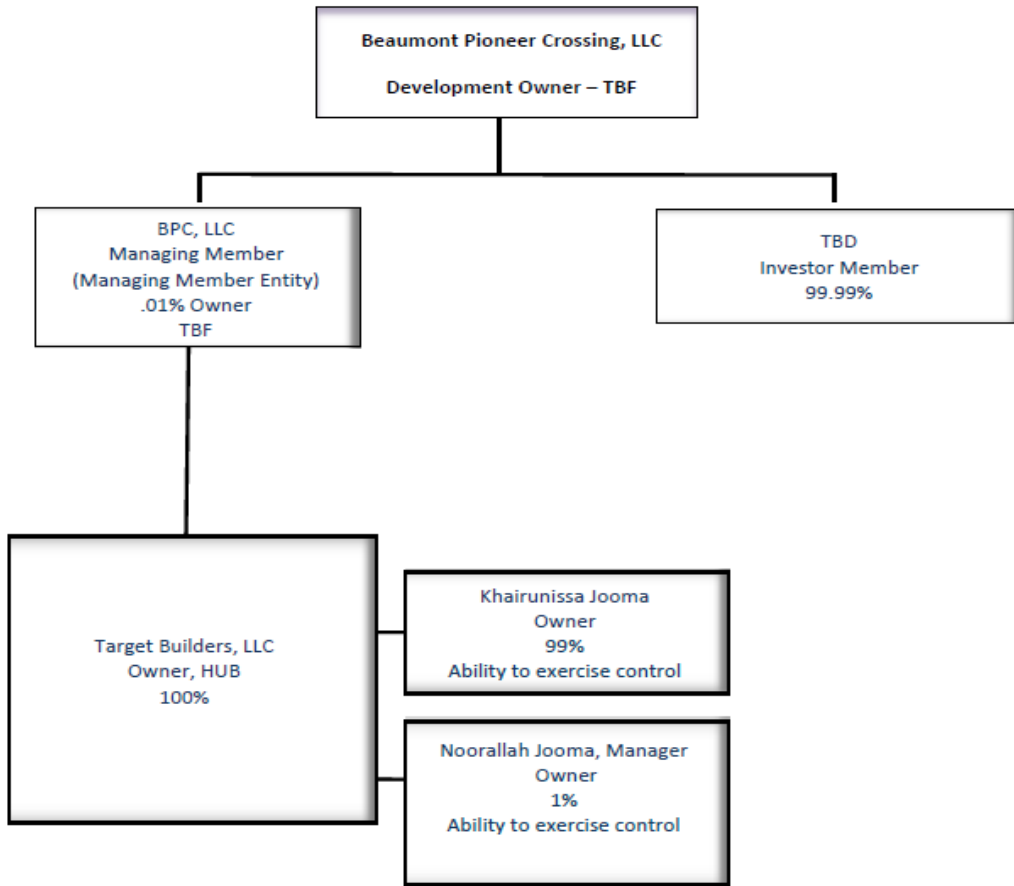 Beaumont Pioneer Crossing, LLC
Development Owner – TBF
BPC, LLC
Managing Member
(Managing Member Entity)
.01% Owner
TBF
TBD
Investor Member
99.99%
Target Builders, LLC
Owner, HUB
100%
Khairunissa Jooma
Owner
99%
Ability to exercise control
Noorallah Jooma, Manager
Owner
1%
Ability to exercise control